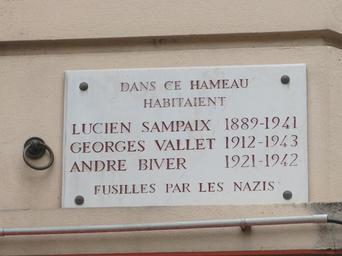 DANS CE HAMEAU
HABITAIENT
LUCIEN SAMPAIX 1889-1941
GEORGES VALLET 1912-1943
ANDRE BIVER 1921-1942
FUSILLES PAR LES NAZIS